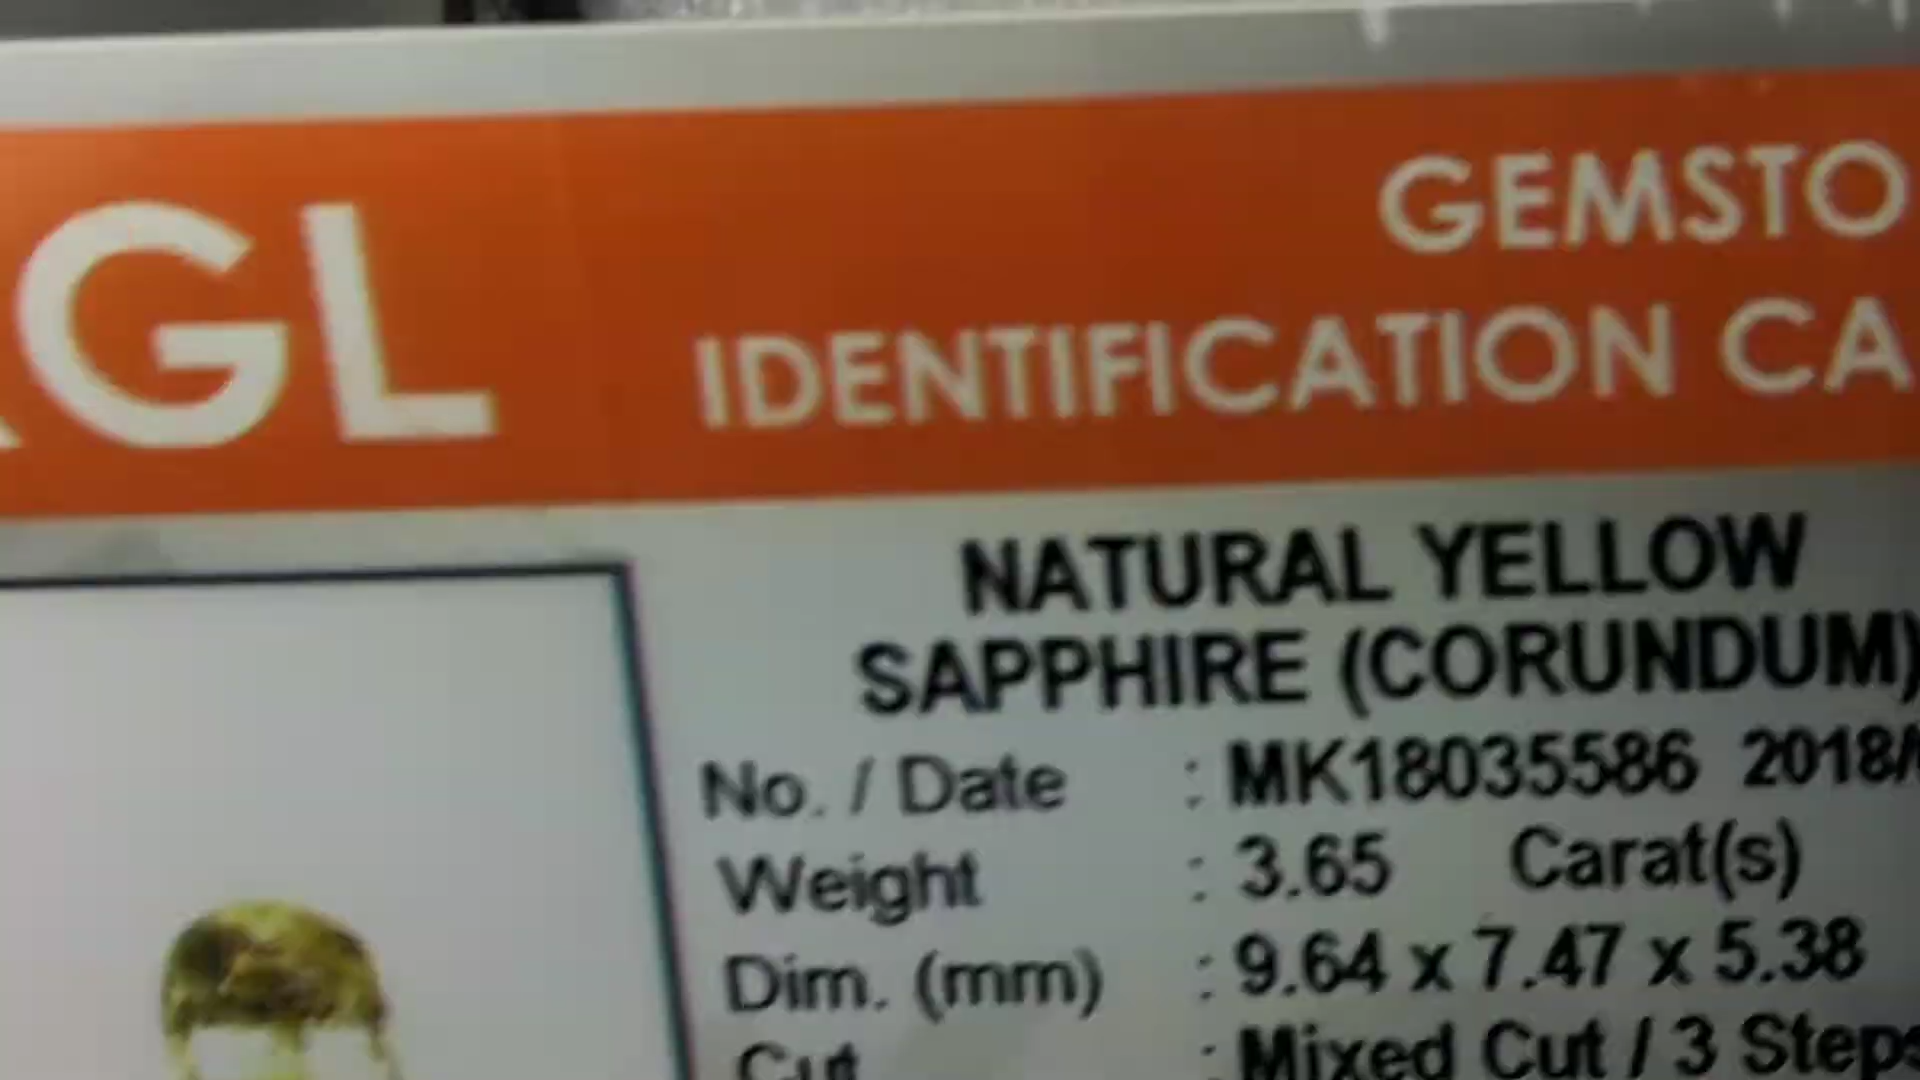 GL
GEMSTO
IDENTIFICATION CA
NATURAL YELLOW
SAPPHIRE (CORUNDUM)
No. / Date : MK18035586 2018/
Weight : 3.65 Carat(s)
Dim. (mm) : 9.64 x 7.47 x 5.38
Cut : Mixed Cut / 3 Steps